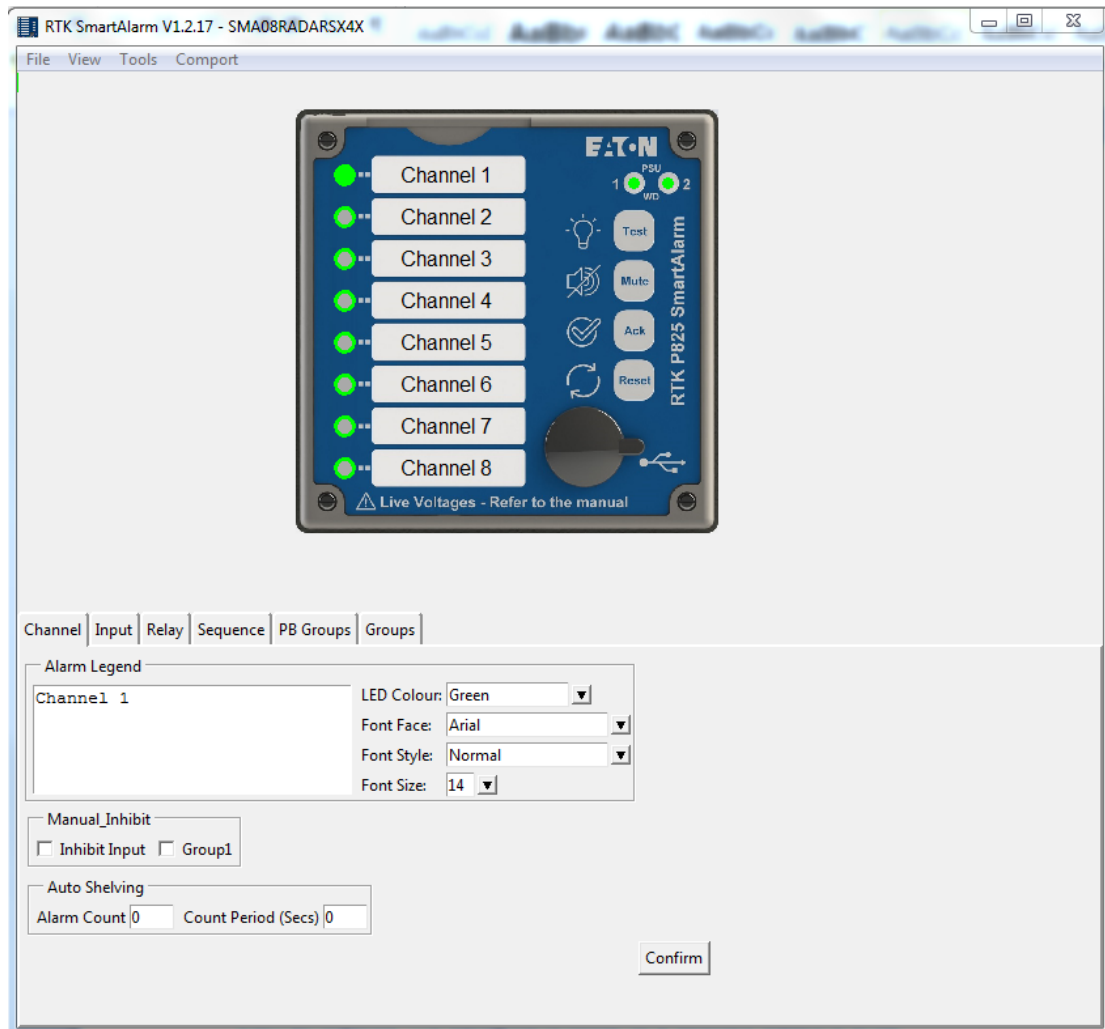 RTK SmartAlarm V1.2.17 - SMA08RADARSX4X
File View Tools Comport
EATON
PSU
1 2
WD
Channel 1
Channel 2
Channel 3
Channel 4
Channel 5
Channel 6
Channel 7
Channel 8
Test
Mute
Ack
Reset
RTK P825 SmartAlarm
Live Voltages - Refer to the manual
Channel Input Relay Sequence PB Groups Groups
Alarm Legend
Channel 1
LED Colour: Green
Font Face: Arial
Font Style: Normal
Font Size: 14
Manual_Inhibit
Inhibit Input Group1
Auto Shelving
Alarm Count 0 Count Period (Secs) 0
Confirm